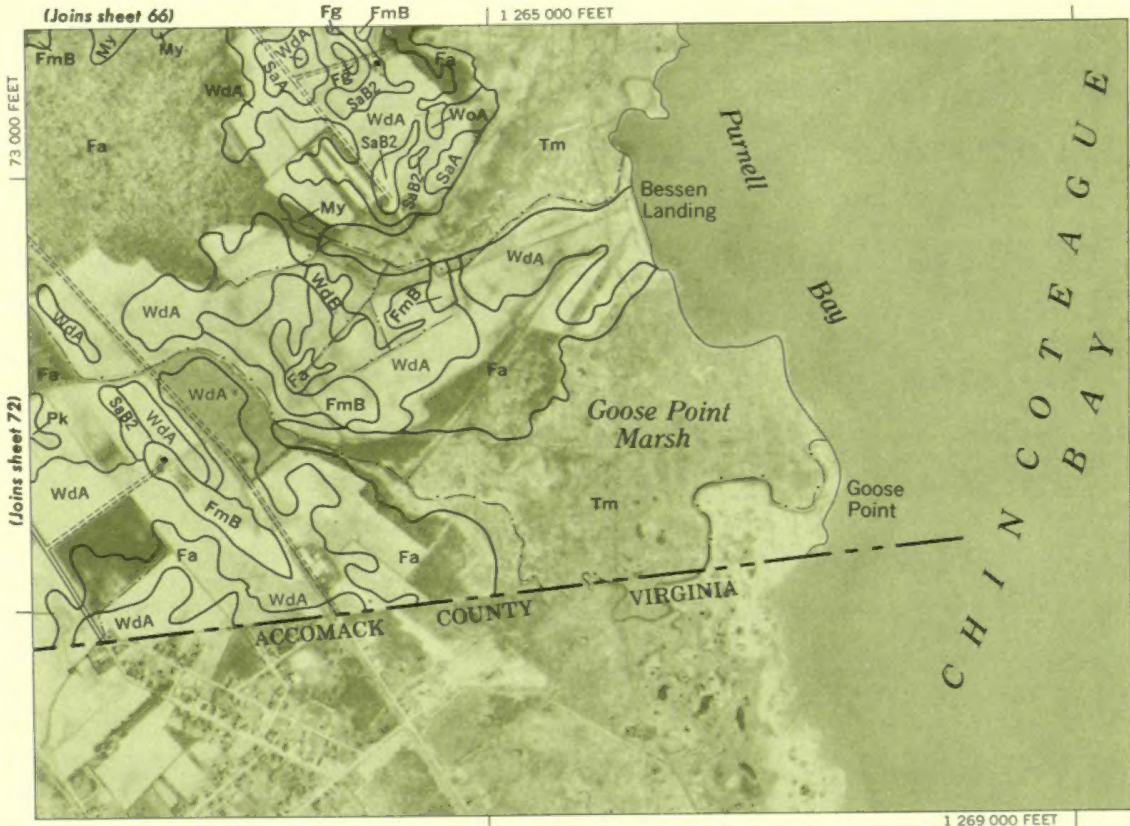 (Joins sheet 66)
Fg
FmB
1 265 000 FEET
FmB
My
My
WdA
SaA
Fg
Fa
WdA
SaB2
73 000 FEET
Fa
WdA
WoA
SaB2
SaB2
SaA
Tm
Purnell
Bay
My
Bessen
Landing
WdA
WdB
FmB
WdA
WdA
Fa
WdA
Fa
FmB
Fa
WdA
Pk
SaB2
WdA
Goose Point
Marsh
(Joins sheet 72)
WdA
FmB
Tm
Goose
Point
Fa
Fa
WdA
WdA
ACCOMACK COUNTY VIRGINIA
CHINCOTEAGUE
BAY
1 269 000 FEET